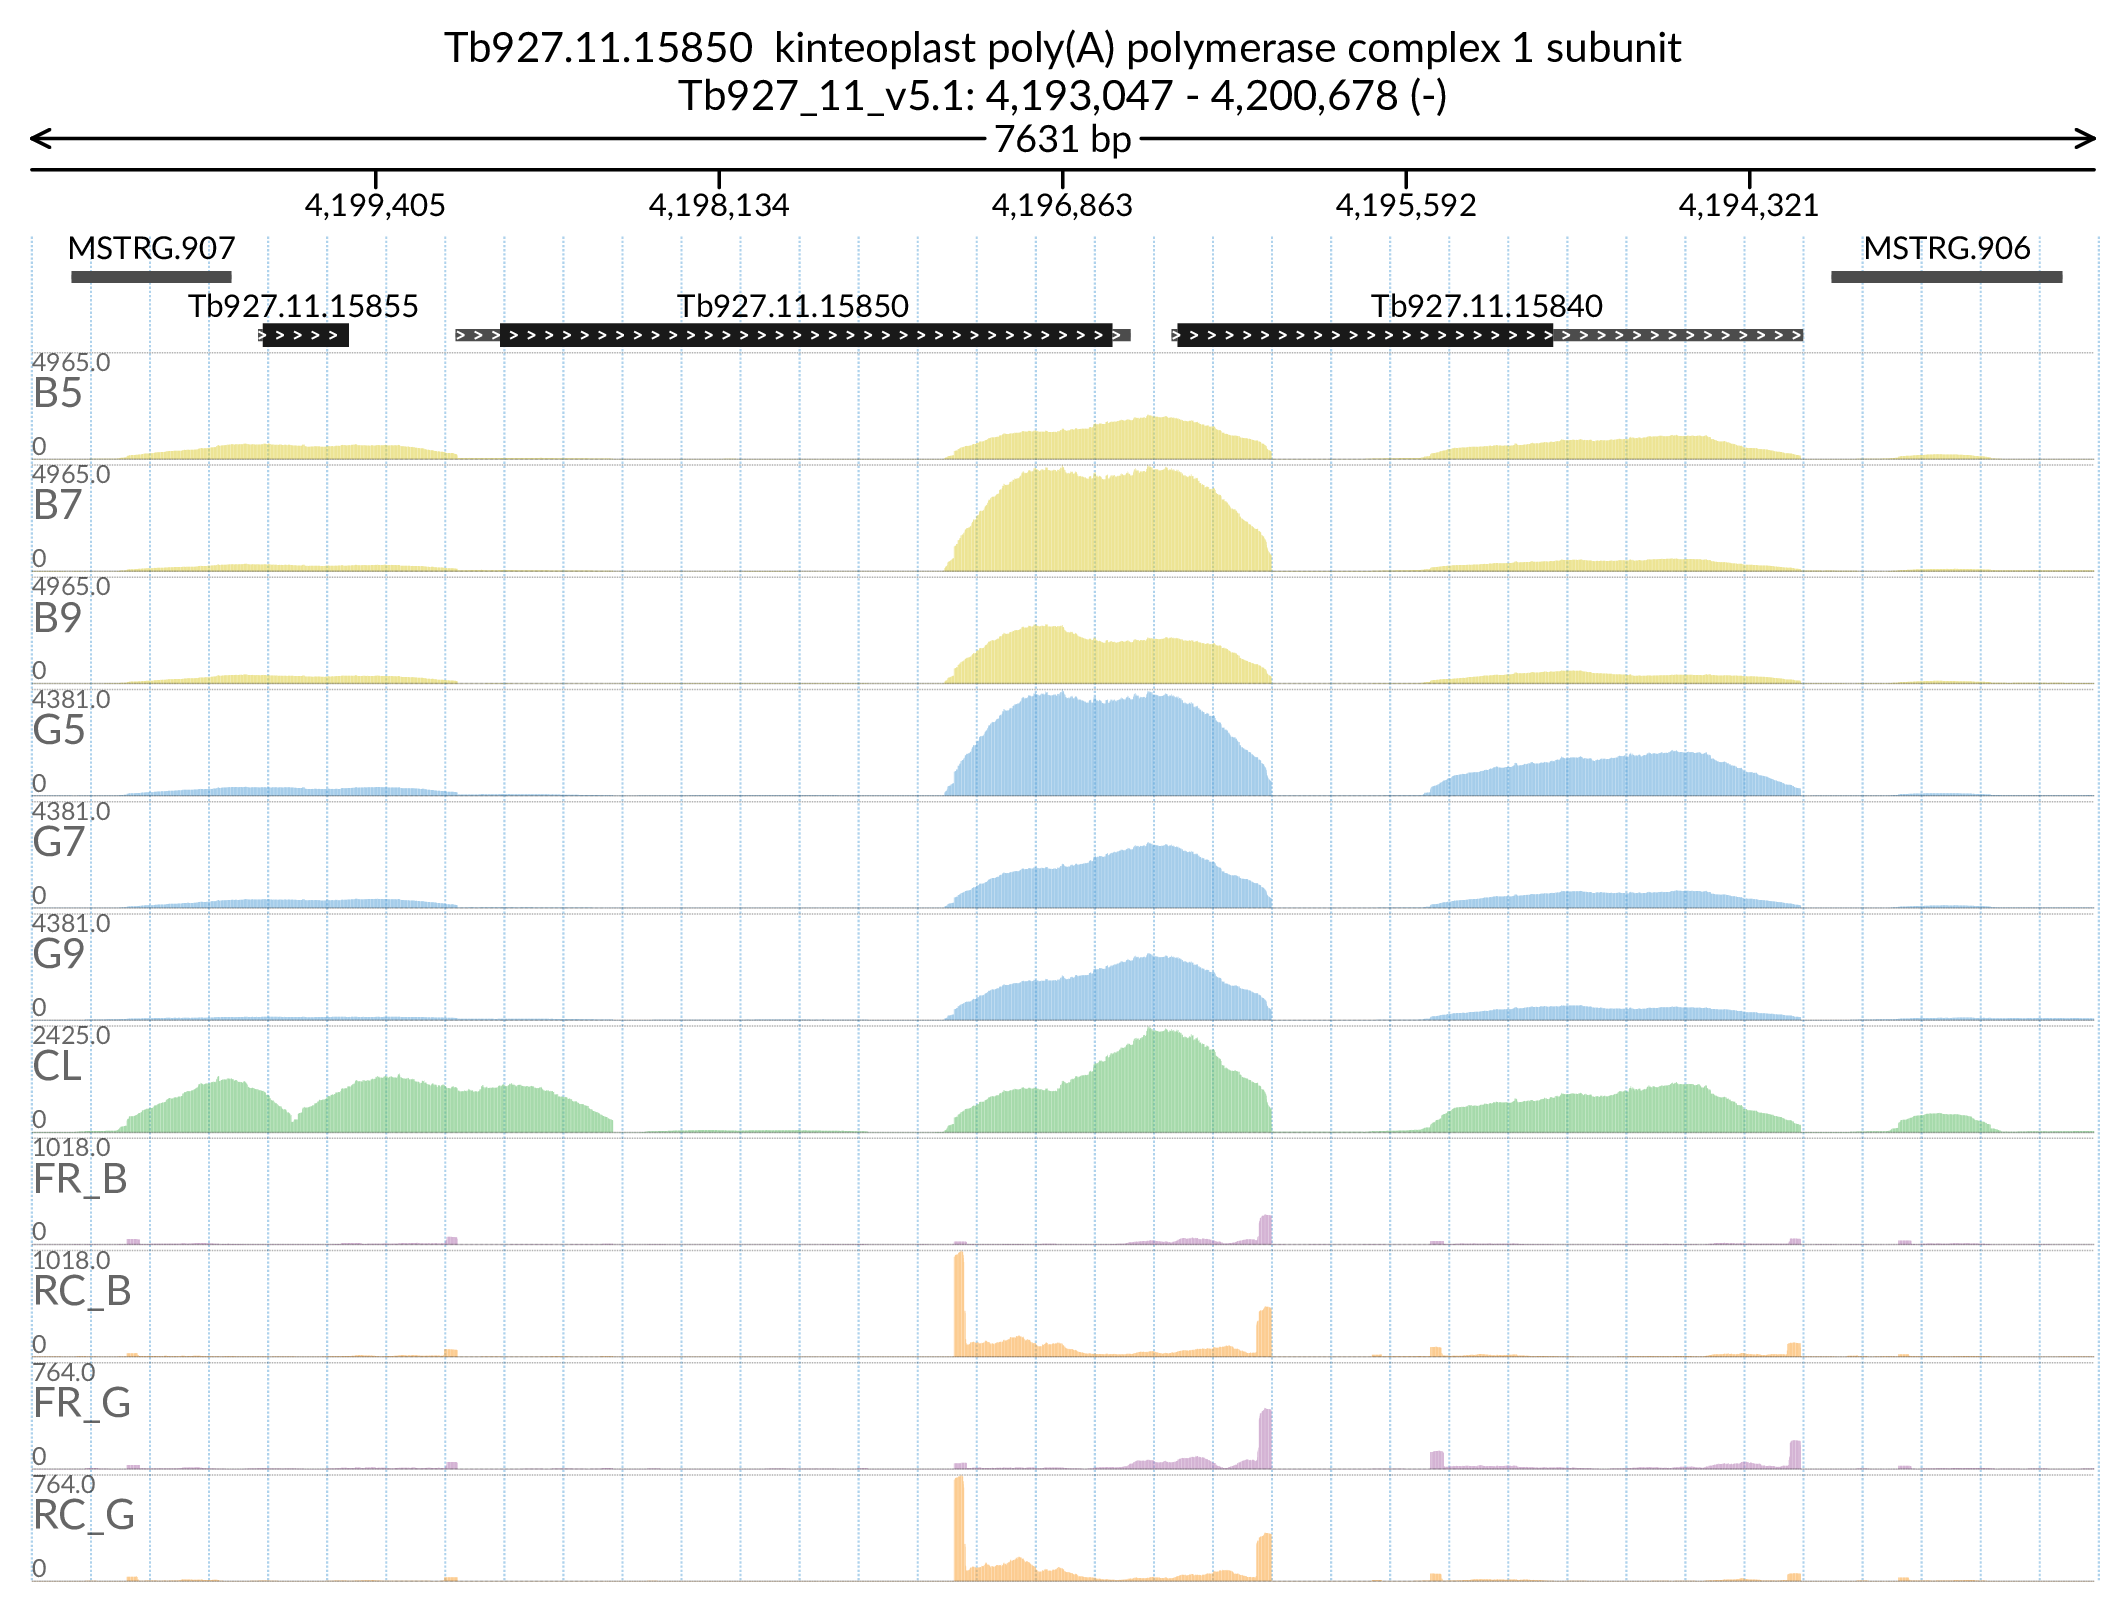 Tb927.11.15850 kinteoplast poly(A) polymerase complex 1 subunit
Tb927_11_v5.1: 4,193,047 - 4,200,678 (-)
7631 bp
4,199,405 4,198,134 4,196,863 4,195,592 4,194,321
MSTRG.907 MSTRG.906
Tb927.11.15855 Tb927.11.15850 Tb927.11.15840
4965.0
B5
0
4965.0
B7
0
4965.0
B9
0
4381.0
G5
0
4381.0
G7
0
4381.0
G9
0
2425.0
CL
0
1018.0
FR_B
0
1018.0
RC_B
0
764.0
FR_G
0
764.0
RC_G
0